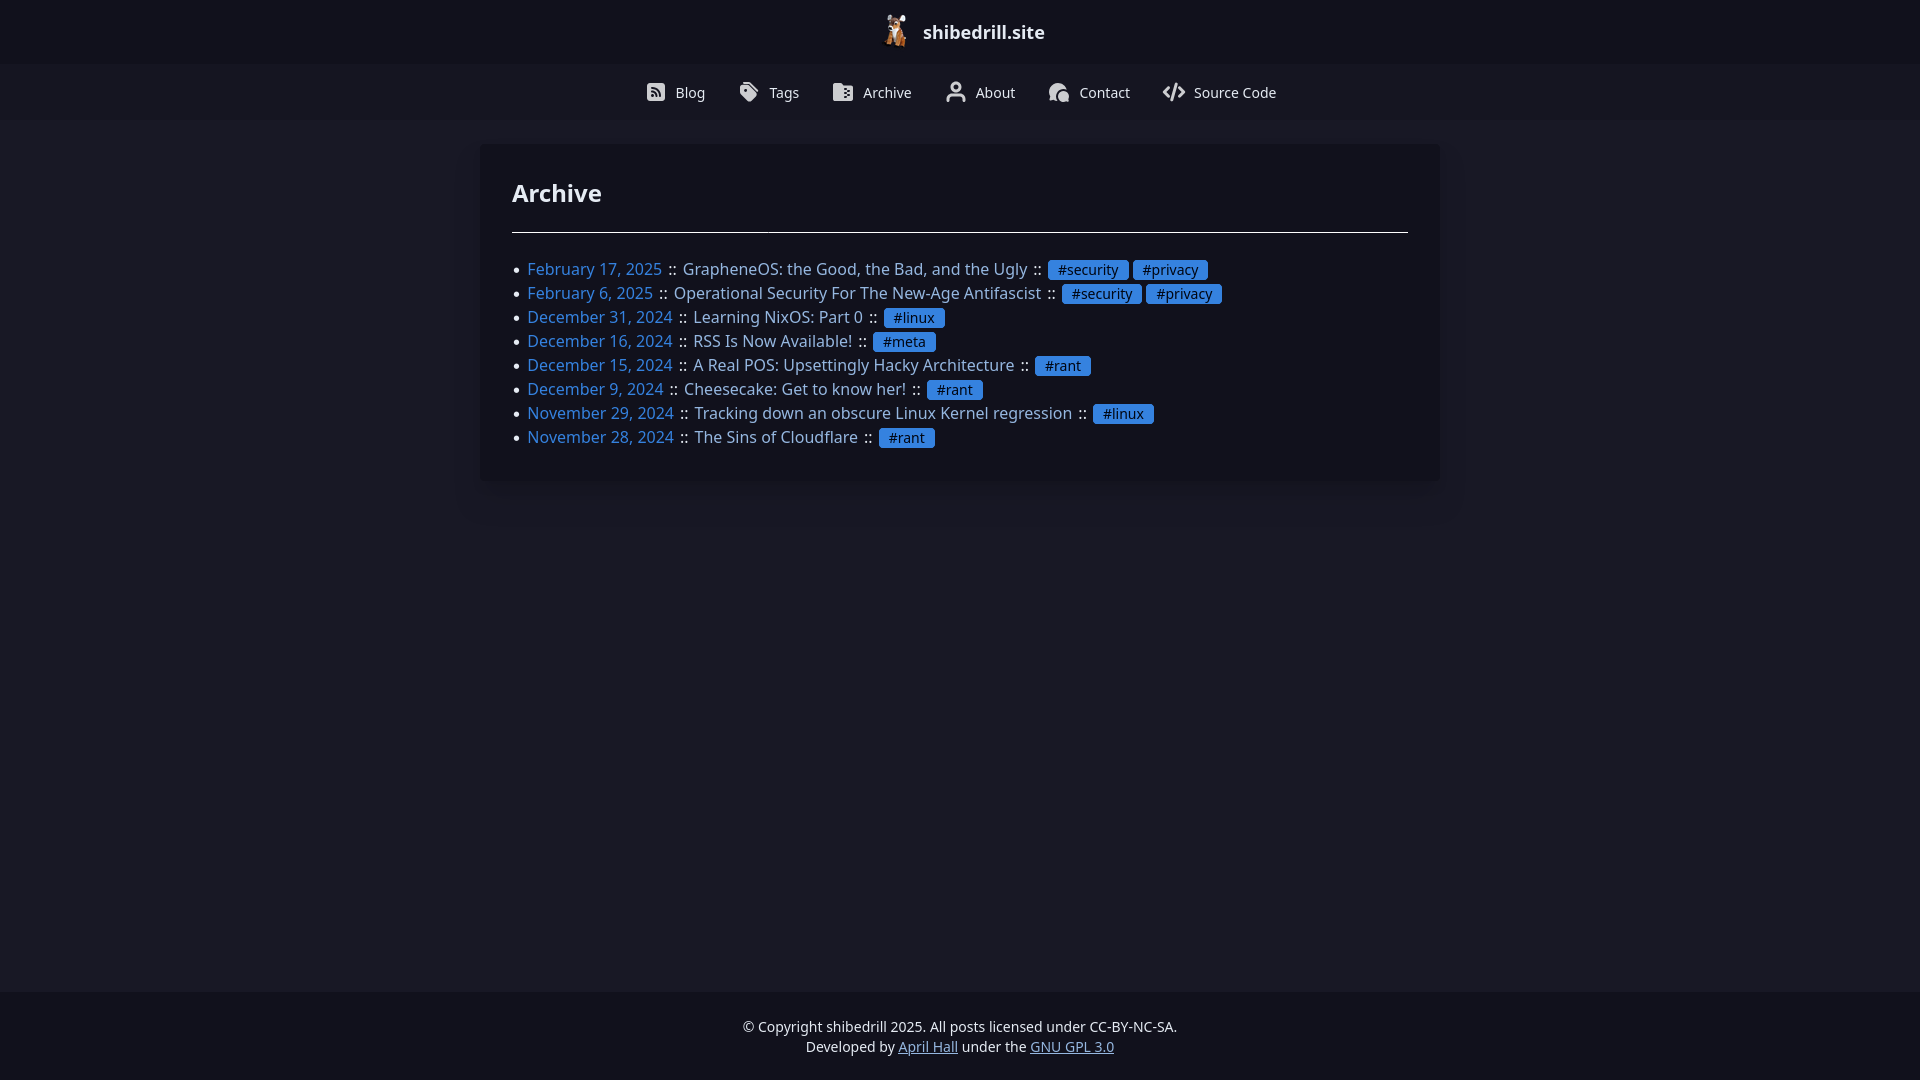 shibedrill.site
Blog Tags Archive About Contact Source Code
Archive
• February 17, 2025 :: GrapheneOS: the Good, the Bad, and the Ugly :: #security #privacy
• February 6, 2025 :: Operational Security For The New-Age Antifascist :: #security #privacy
• December 31, 2024 :: Learning NixOS: Part 0 :: #linux
• December 16, 2024 :: RSS Is Now Available! :: #meta
• December 15, 2024 :: A Real POS: Upsettingly Hacky Architecture :: #rant
• December 9, 2024 :: Cheesecake: Get to know her! :: #rant
• November 29, 2024 :: Tracking down an obscure Linux Kernel regression :: #linux
• November 28, 2024 :: The Sins of Cloudflare :: #rant
© Copyright shibedrill 2025. All posts licensed under CC-BY-NC-SA.
Developed by April Hall under the GNU GPL 3.0